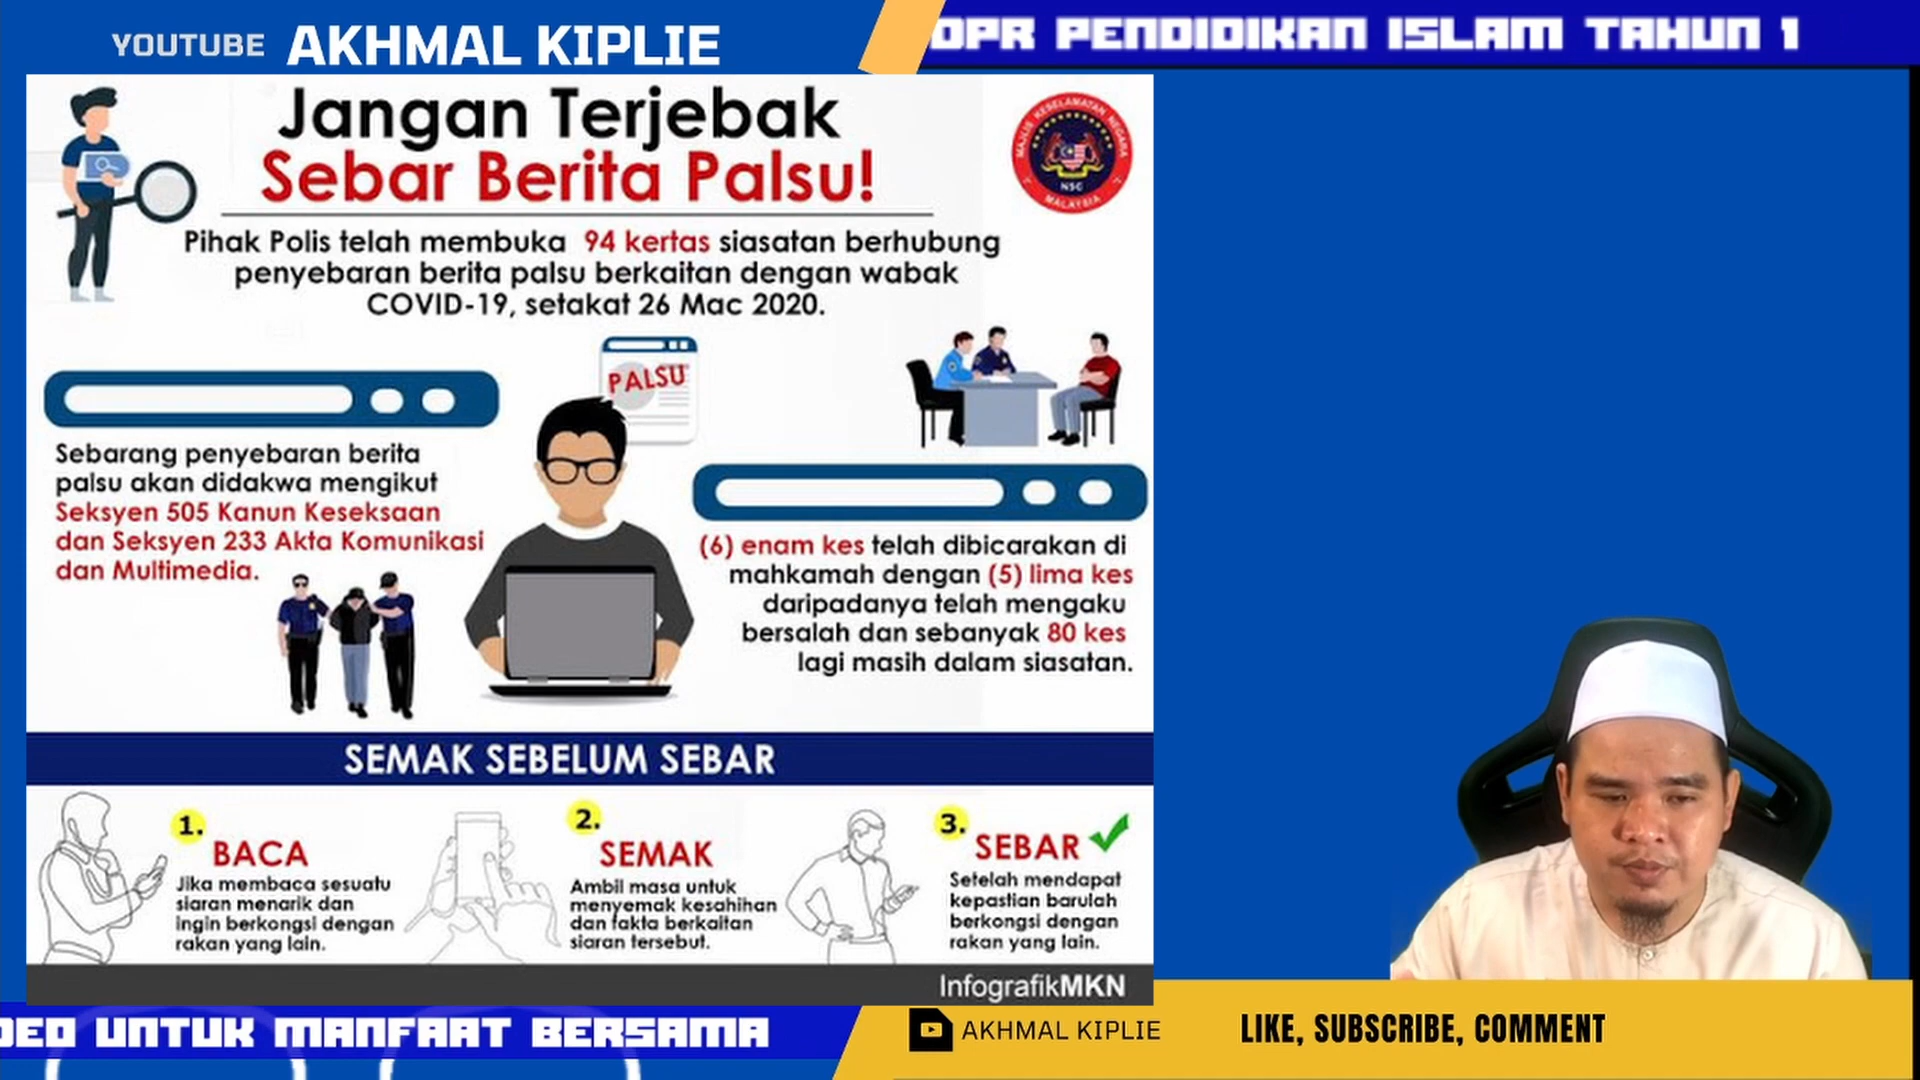 YOUTUBE AKHMAL KIPLIE
DPR PENDIDIKAN ISLAM TAHUN 1
Jangan Terjebak
Sebar Berita Palsu!
MAJLIS KESELAMATAN NEGARA
NSC
MALAYSIA
Pihak Polis telah membuka 94 kertas siasatan berhubung
penyebaran berita palsu berkaitan dengan wabak
COVID-19, setakat 26 Mac 2020.
PALSU
Sebarang penyebaran berita
palsu akan didakwa mengikut
Seksyen 505 Kanun Keseksaan
dan Seksyen 233 Akta Komunikasi
dan Multimedia.
(6) enam kes telah dibicarakan di
mahkamah dengan (5) lima kes
daripadanya telah mengaku
bersalah dan sebanyak 80 kes
lagi masih dalam siasatan.
SEMAK SEBELUM SEBAR
1.
BACA
Jika membaca sesuatu
siaran menarik dan
ingin berkongsi dengan
rakan yang lain.
2.
SEMAK
Ambil masa untuk
menyemak kesahihan
dan fakta berkaitan
siaran tersebut.
3.
SEBAR
Setelah mendapat
kepastian barulah
berkongsi dengan
rakan yang lain.
InfografikMKN
DEO UNTUK MANFAAT BERSAMA
AKHMAL KIPLIE
LIKE, SUBSCRIBE, COMMENT